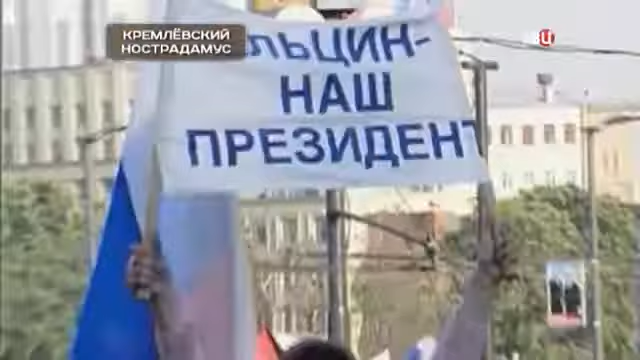 КРЕМЛЁВСКИЙ
НОСТРАДАМУС
ЛЬЦИН-
НАШ
ПРЕЗИДЕНТ
Ц